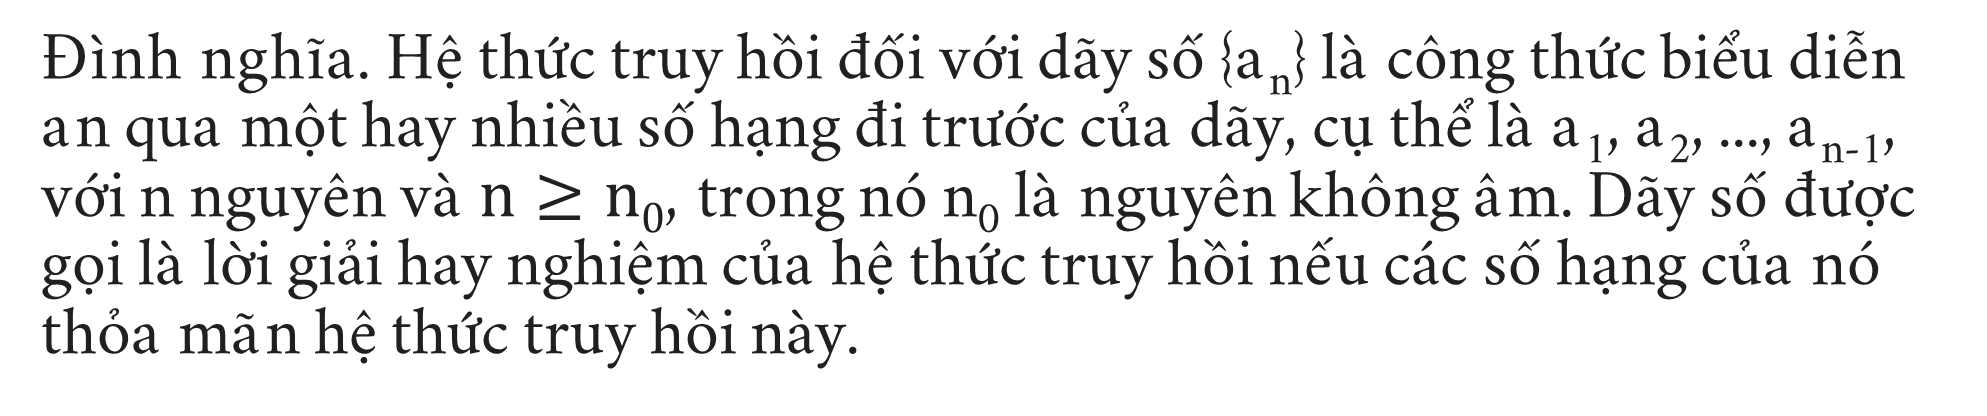 Đình nghĩa. Hệ thức truy hồi đối với dãy số {aₙ} là công thức biểu diễn
an qua một hay nhiều số hạng đi trước của dãy, cụ thể là a₁, a₂, ..., aₙ₋₁,
với n nguyên và n ≥ n₀, trong nó n₀ là nguyên không âm. Dãy số được
gọi là lời giải hay nghiệm của hệ thức truy hồi nếu các số hạng của nó
thỏa mãn hệ thức truy hồi này.